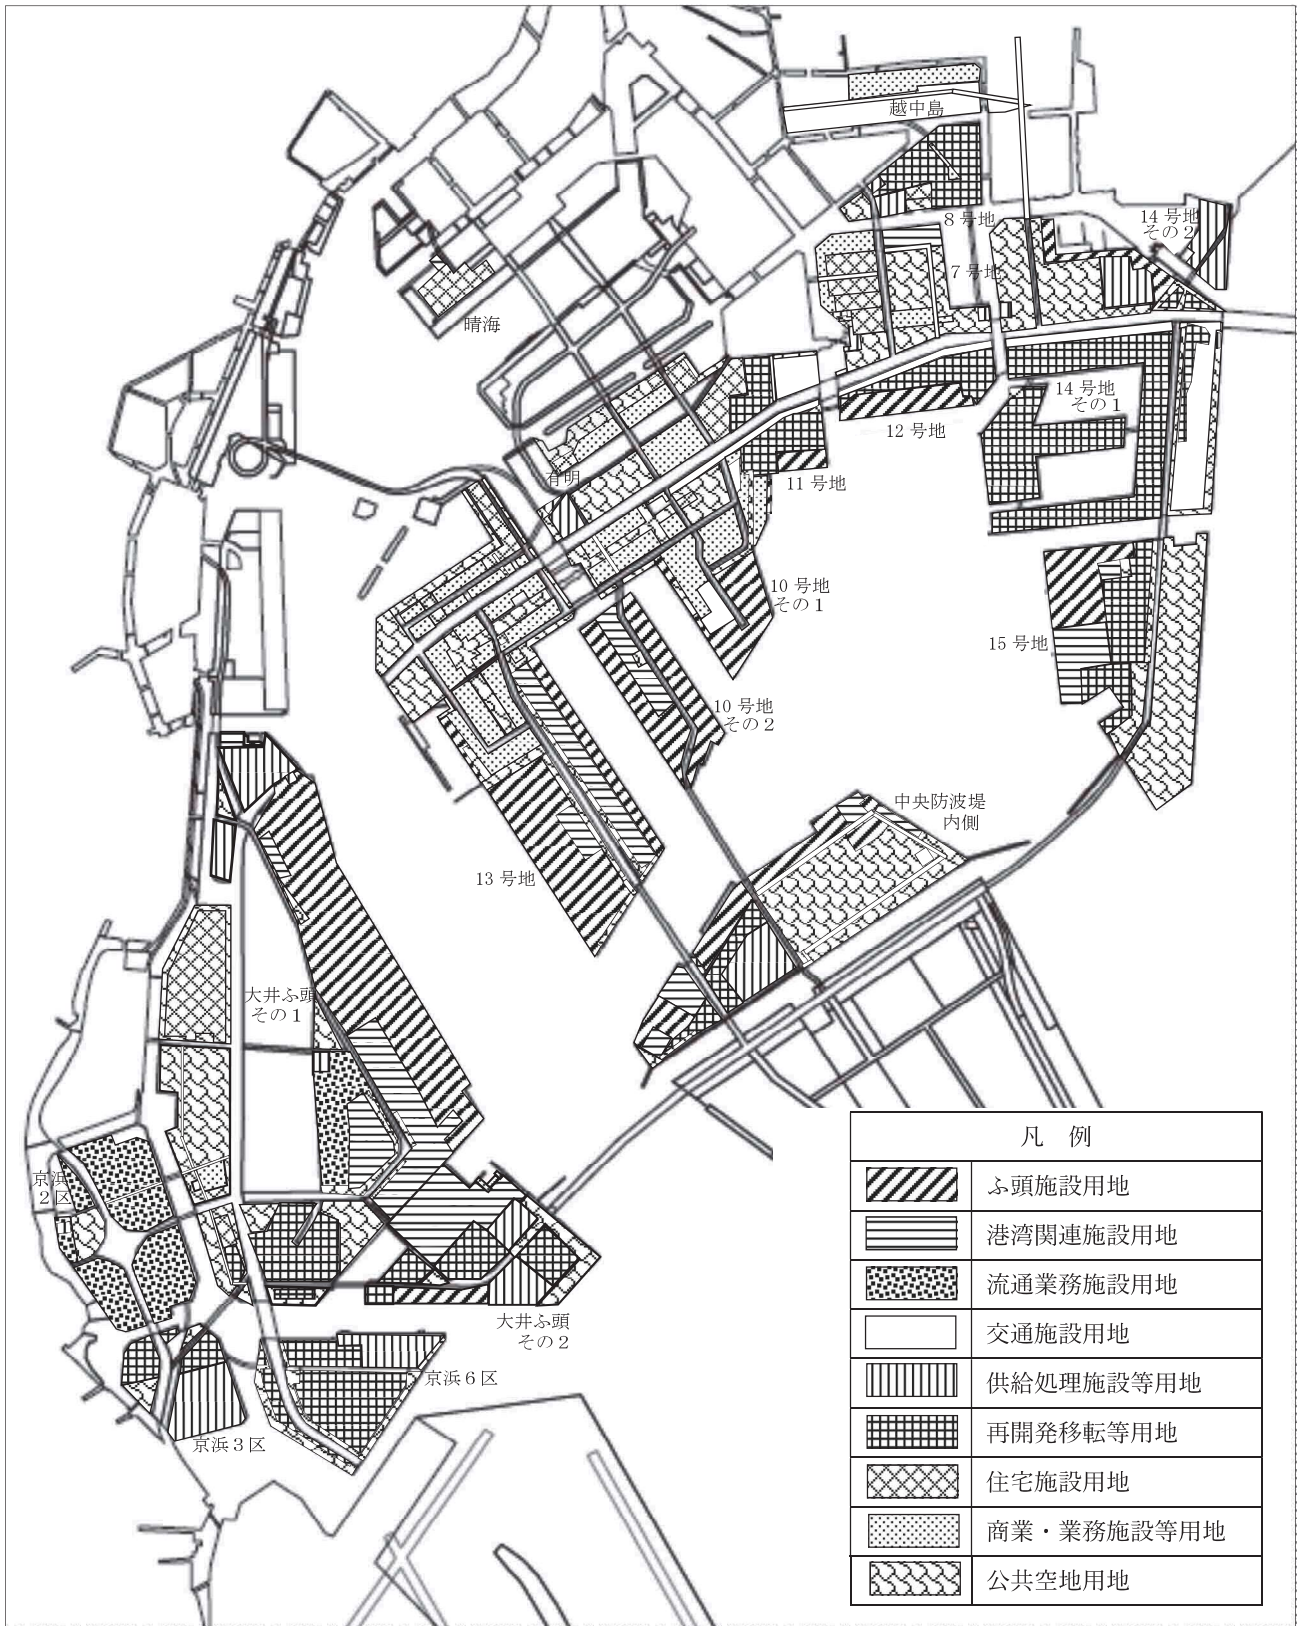 越中島
8号地
14号地
その2
7号地
晴海
14号地
その1
12号地
有明
11号地
10号地
その1
15号地
10号地
その2
中央防波堤
内側
13号地
大井ふ頭
その1
京浜
2区
大井ふ頭
その2
京浜6区
京浜3区
凡 例
ふ頭施設用地
港湾関連施設用地
流通業務施設用地
交通施設用地
供給処理施設等用地
再開発移転等用地
住宅施設用地
商業・業務施設等用地
公共空地用地